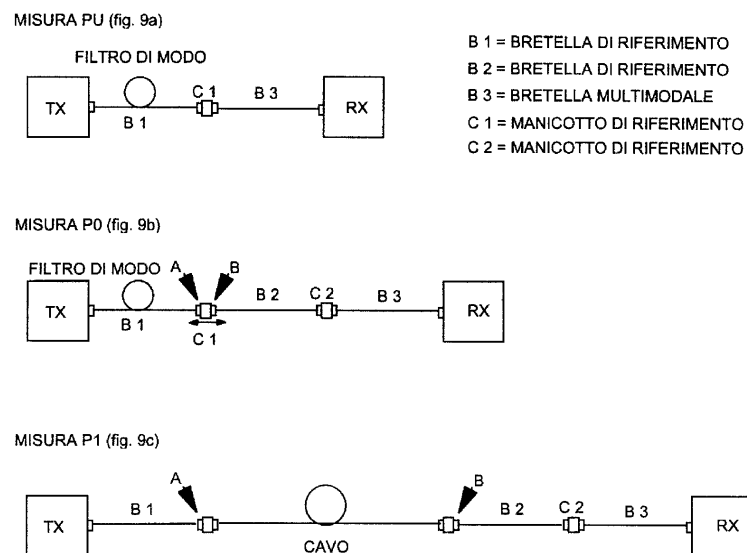 MISURA PU (fig. 9a)
FILTRO DI MODO
TX
B 1
C 1
B 3
RX
B 1 = BRETELLA DI RIFERIMENTO
B 2 = BRETELLA DI RIFERIMENTO
B 3 = BRETELLA MULTIMODALE
C 1 = MANICOTTO DI RIFERIMENTO
C 2 = MANICOTTO DI RIFERIMENTO
MISURA P0 (fig. 9b)
FILTRO DI MODO
A
B
TX
B 1
C 1
B 2
C 2
B 3
RX
MISURA P1 (fig. 9c)
TX
B 1
A
CAVO
B
B 2
C 2
B 3
RX